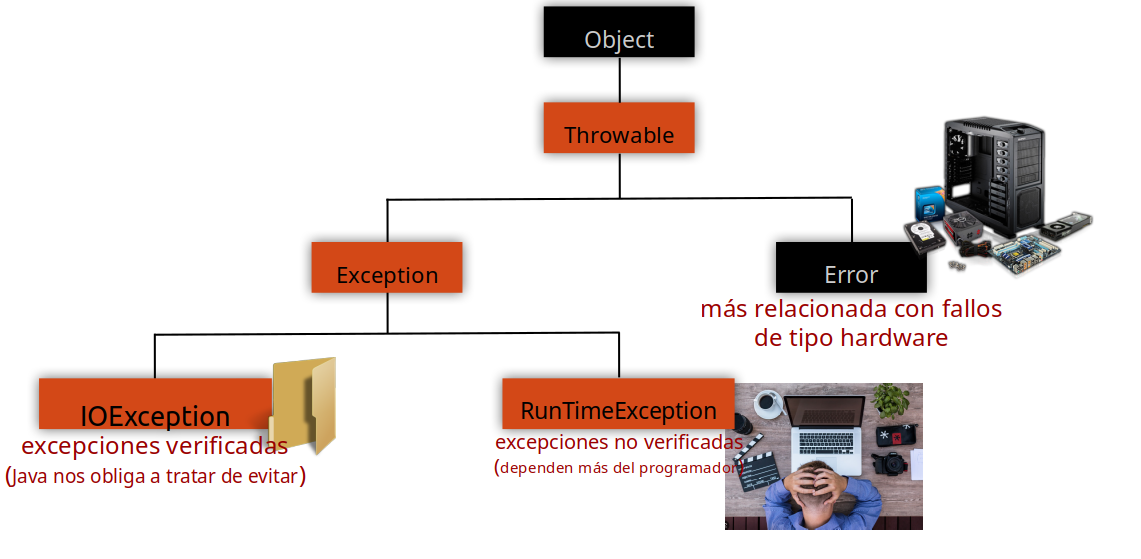 Object
Throwable
Exception
Error
más relacionada con fallos
de tipo hardware
IOException
excepciones verificadas
(Java nos obliga a tratar de evitar)
RunTimeException
excepciones no verificadas
(dependen más del programador)